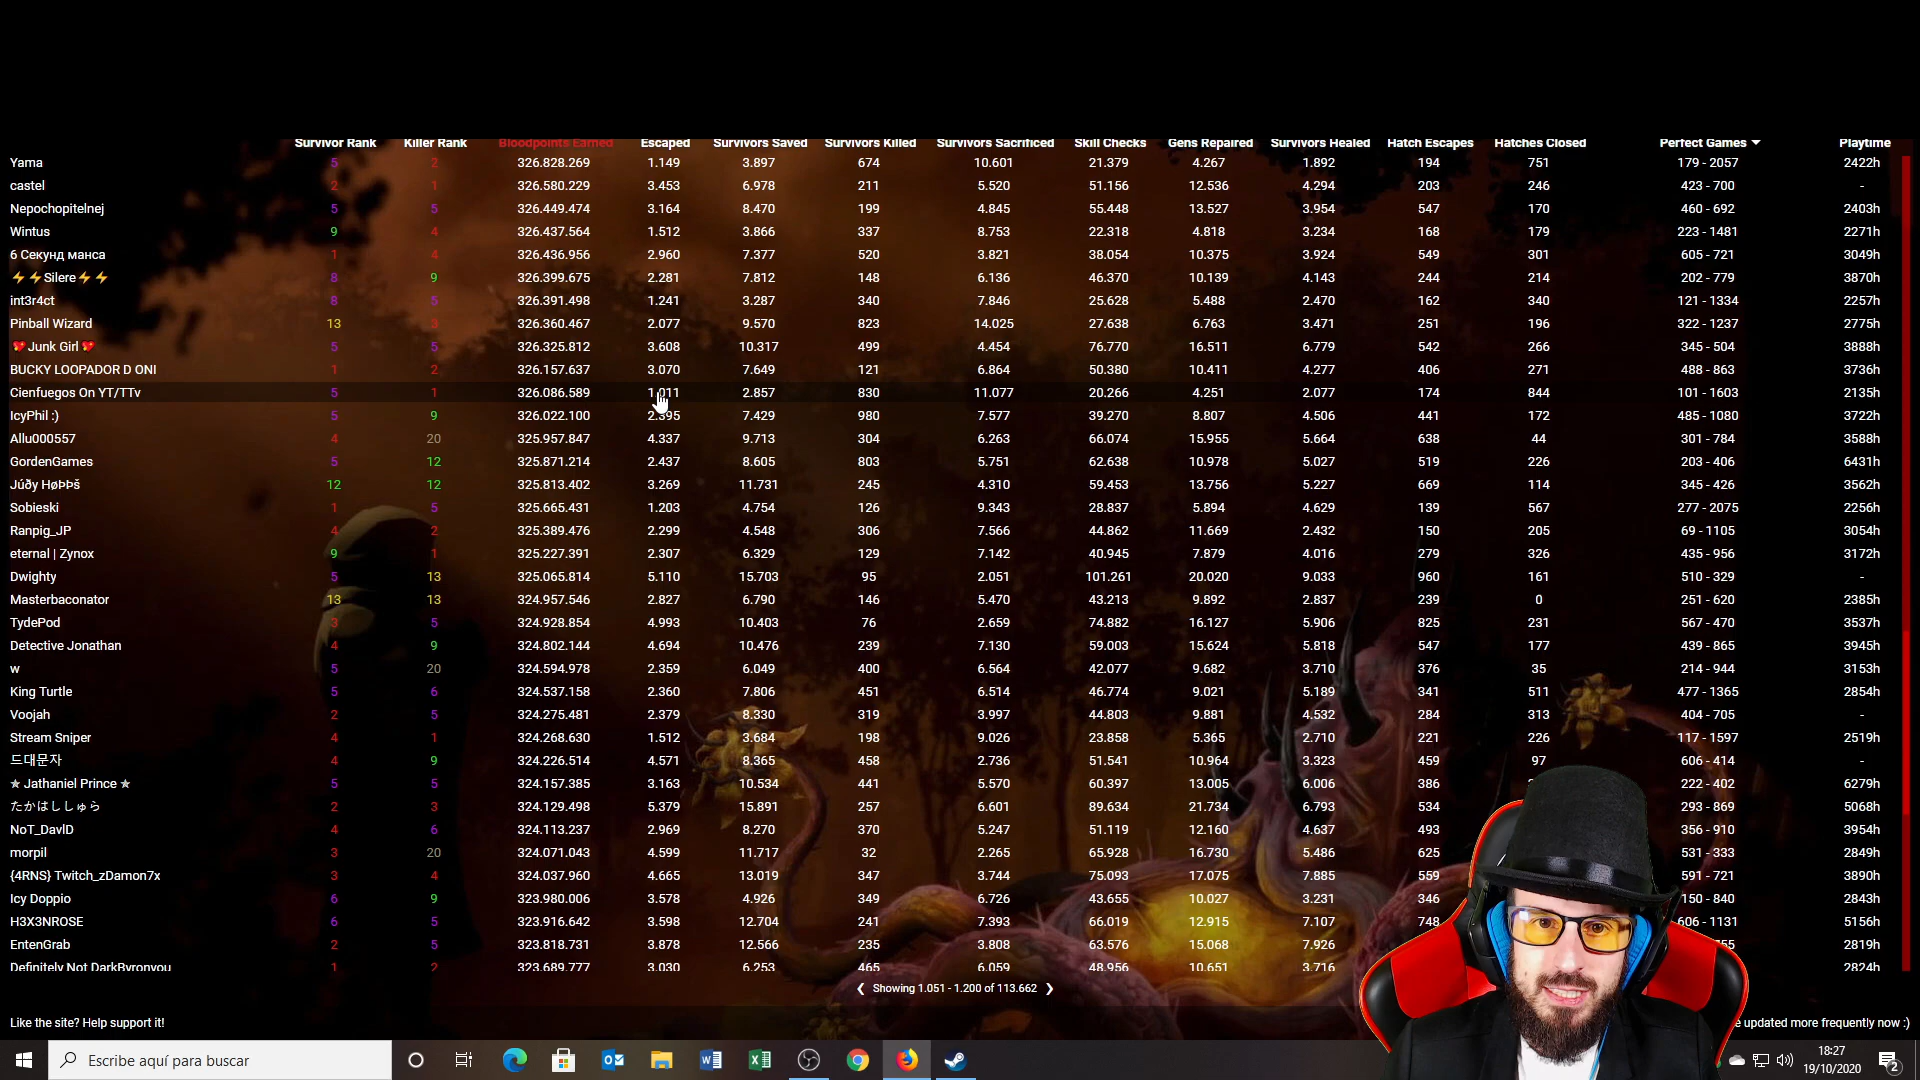 Survivor Rank Killer Rank Bloodpoints Earned Escaped Survivors Saved Survivors Killed Survivors Sacrificed Skill Checks Gens Repaired Survivors Healed Hatch Escapes Hatches Closed Perfect Games Playtime
Yama 5 2 326.828.269 1.149 3.897 674 10.601 21.379 4.267 1.892 194 751 179 - 2057 2422h
castel 2 1 326.580.229 3.453 6.978 211 5.520 51.156 12.536 4.294 203 246 423 - 700 -
Nepochopitelnej 5 5 326.449.474 3.164 8.470 199 4.845 55.448 13.527 3.954 547 170 460 - 692 2403h
Wintus 9 4 326.437.564 1.512 3.866 337 8.753 22.318 4.818 3.234 168 179 223 - 1481 2271h
6 Секунд манса 1 4 326.436.956 2.960 7.377 520 3.821 38.054 10.375 3.924 549 301 605 - 721 3049h
⚡⚡Silere⚡⚡ 8 9 326.399.675 2.281 7.812 148 6.136 46.370 10.139 4.143 244 214 202 - 779 3870h
int3r4ct 8 5 326.391.498 1.241 3.287 340 7.846 25.628 5.488 2.470 162 340 121 - 1334 2257h
Pinball Wizard 13 3 326.360.467 2.077 9.570 823 14.025 27.638 6.763 3.471 251 196 322 - 1237 2775h
💖Junk Girl💖 5 5 326.325.812 3.608 10.317 499 4.454 76.770 16.511 6.779 542 266 345 - 504 3888h
BUCKY LOOPADOR D ONI 1 2 326.157.637 3.070 7.649 121 6.864 50.380 10.411 4.277 406 271 488 - 863 3736h
Cienfuegos On YT/TTv 5 1 326.086.589 1.011 2.857 830 11.077 20.266 4.251 2.077 174 844 101 - 1603 2135h
IcyPhil :) 5 9 326.022.100 2.395 7.429 980 7.577 39.270 8.807 4.506 441 172 485 - 1080 3722h
Allu000557 4 20 325.957.847 4.337 9.713 304 6.263 66.074 15.955 5.664 638 44 301 - 784 3588h
GordenGames 5 12 325.871.214 2.437 8.605 803 5.751 62.638 10.978 5.027 519 226 203 - 406 6431h
Júðy HøÞÞš 12 12 325.813.402 3.269 11.731 245 4.310 59.453 13.756 5.227 669 114 345 - 426 3562h
Sobieski 1 5 325.665.431 1.203 4.754 126 9.343 28.837 5.894 4.629 139 567 277 - 2075 2256h
Ranpig_JP 4 2 325.389.476 2.299 4.548 306 7.566 44.862 11.669 2.432 150 205 69 - 1105 3054h
eternal | Zynox 9 1 325.227.391 2.307 6.329 129 7.142 40.945 7.879 4.016 279 326 435 - 956 3172h
Dwighty 5 13 325.065.814 5.110 15.703 95 2.051 101.261 20.020 9.033 960 161 510 - 329 -
Masterbaconator 13 13 324.957.546 2.827 6.790 146 5.470 43.213 9.892 2.837 239 0 251 - 620 2385h
TydePod 3 5 324.928.854 4.993 10.403 76 2.659 74.882 16.127 5.906 825 231 567 - 470 3537h
Detective Jonathan 4 9 324.802.144 4.694 10.476 239 7.130 59.003 15.624 5.818 547 177 439 - 865 3945h
w 5 20 324.594.978 2.359 6.049 400 6.564 42.077 9.682 3.710 376 35 214 - 944 3153h
King Turtle 5 6 324.537.158 2.360 7.806 451 6.514 46.774 9.021 5.189 341 511 477 - 1365 2854h
Voojah 2 5 324.275.481 2.379 8.330 319 3.997 44.803 9.881 4.532 284 313 404 - 705 -
Stream Sniper 4 1 324.268.630 1.512 3.684 198 9.026 23.858 5.365 2.710 221 226 117 - 1597 2519h
드대문자 4 9 324.226.514 4.571 8.365 458 2.736 51.541 10.964 3.323 459 97 606 - 414 -
✯ Jathaniel Prince ✯ 5 5 324.157.385 3.163 10.534 441 5.570 60.397 13.005 6.006 386 222 - 402 6279h
たかはししゅら 2 3 324.129.498 5.379 15.891 257 6.601 89.634 21.734 6.793 534 293 - 869 5068h
NoT_DavID 4 6 324.113.237 2.969 8.270 370 5.247 51.119 12.160 4.637 493 356 - 910 3954h
morpil 3 20 324.071.043 4.599 11.717 32 2.265 65.928 16.730 5.486 625 531 - 333 2849h
{4RNS} Twitch_zDamon7x 3 4 324.037.960 4.665 13.019 347 3.744 75.093 17.075 7.885 559 591 - 721 3890h
Icy Doppio 6 9 323.980.006 3.578 4.926 349 6.726 43.655 10.027 3.231 346 150 - 840 2843h
H3X3NROSE 6 5 323.916.642 3.598 12.704 241 7.393 66.019 12.915 7.107 748 606 - 1131 5156h
EntenGrab 2 5 323.818.731 3.878 12.566 235 3.808 63.576 15.068 7.926 2819h
Definitely Not DarkByronyou 1 2 323.689.777 3.030 6.253 465 6.059 48.956 10.651 3.716 2824h
❮ Showing 1.051 - 1.200 of 113.662 ❯
Like the site? Help support it! updated more frequently now :)
Escribe aquí para buscar
18:27
19/10/2020
2